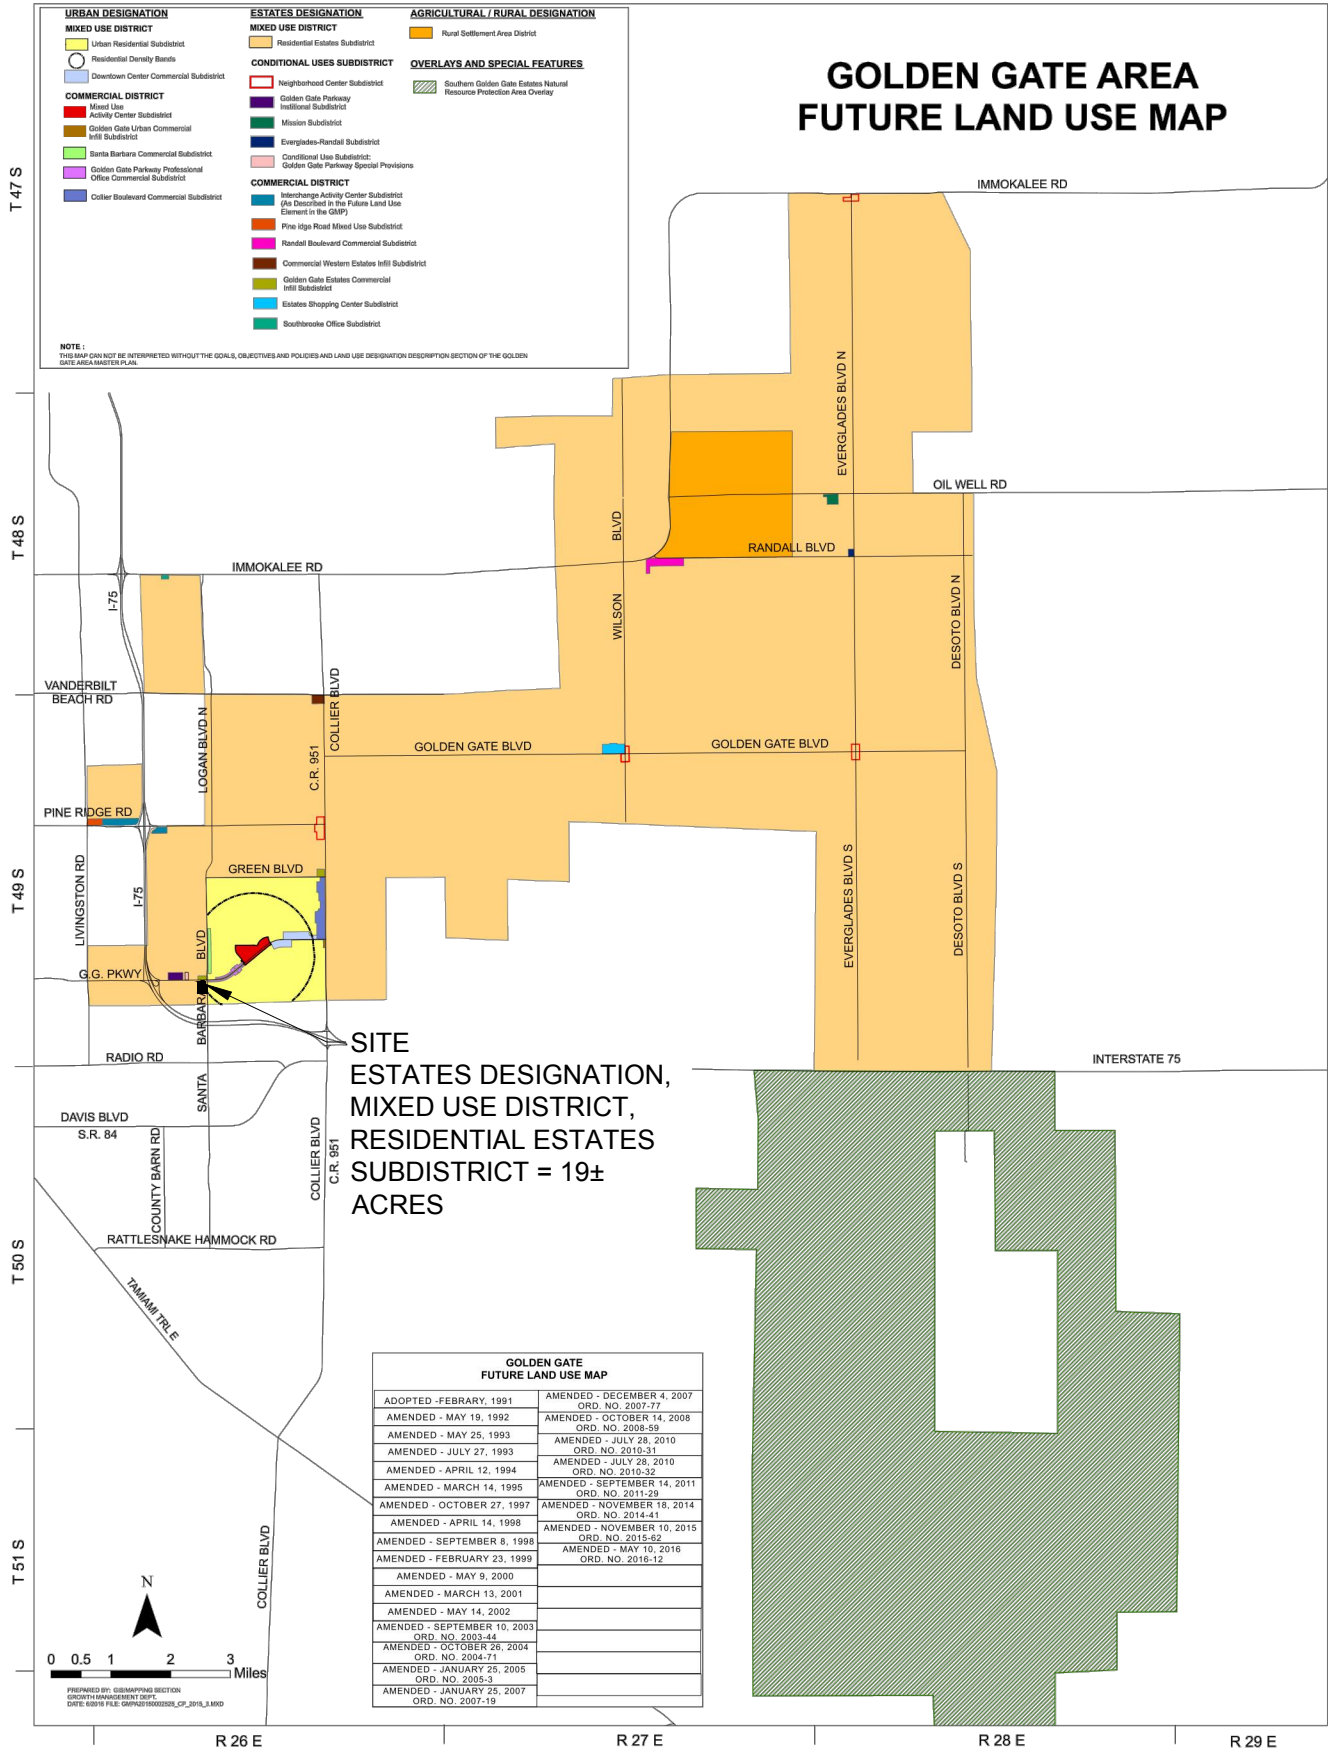 URBAN DESIGNATION
MIXED USE DISTRICT
Urban Residential Subdistrict
Residential Density Bands
Downtown Center Commercial Subdistrict
COMMERCIAL DISTRICT
Mixed Use
Activity Center Subdistrict
Golden Gate Urban Commercial
Infill Subdistrict
Santa Barbara Commercial Subdistrict
Golden Gate Parkway Professional
Office Commercial Subdistrict
Collier Boulevard Commercial Subdistrict
ESTATES DESIGNATION
MIXED USE DISTRICT
Residential Estates Subdistrict
CONDITIONAL USES SUBDISTRICT
Neighborhood Center Subdistrict
Golden Gate Parkway
Institional Subdistrict
Mission Subdistrict
Everglades-Randall Subdistrict
Conditional Use Subdistrict:
Golden Gate Parkway Special Provisions
COMMERCIAL DISTRICT
Interchange Activity Center Subdistrict
(As Described in the Future Land Use
Element in the GMP)
Pine idge Road Mixed Use Subdistrict
Randall Boulevard Commercial Subdistrict
Commercial Western Estates Infill Subdistrict
Golden Gate Estates Commercial
Infill Subdistrict
Estates Shopping Center Subdistrict
Southbrooke Office Subdistrict
AGRICULTURAL / RURAL DESIGNATION
Rural Settlement Area District
OVERLAYS AND SPECIAL FEATURES
Southern Golden Gate Estates Natural
Resource Protection Area Overlay
NOTE :
THIS MAP CAN NOT BE INTERPRETED WITHOUT THE GOALS, OBJECTIVES AND POLICIES AND LAND USE DESIGNATION DESCRIPTION SECTION OF THE GOLDEN
GATE AREA MASTER PLAN.
GOLDEN GATE AREA
FUTURE LAND USE MAP
T 47 S
T 48 S
T 49 S
T 50 S
T 51 S
IMMOKALEE RD
EVERGLADES BLVD N
OIL WELL RD
BLVD
RANDALL BLVD
IMMOKALEE RD
I-75
WILSON
DESOTO BLVD N
VANDERBILT
BEACH RD
LOGAN BLVD N
COLLIER BLVD
C.R. 951
GOLDEN GATE BLVD
GOLDEN GATE BLVD
PINE RIDGE RD
GREEN BLVD
LIVINGSTON RD
I-75
BLVD
EVERGLADES BLVD S
DESOTO BLVD S
G.G. PKWY
BARBARA
SANTA
SITE
ESTATES DESIGNATION,
MIXED USE DISTRICT,
RESIDENTIAL ESTATES
SUBDISTRICT = 19±
ACRES
RADIO RD
INTERSTATE 75
DAVIS BLVD
S.R. 84
COUNTY BARN RD
COLLIER BLVD
C.R. 951
RATTLESNAKE HAMMOCK RD
TAMIAMI TRL E
COLLIER BLVD
GOLDEN GATE
FUTURE LAND USE MAP
ADOPTED -FEBRARY, 1991
AMENDED - MAY 19, 1992
AMENDED - MAY 25, 1993
AMENDED - JULY 27, 1993
AMENDED - APRIL 12, 1994
AMENDED - MARCH 14, 1995
AMENDED - OCTOBER 27, 1997
AMENDED - APRIL 14, 1998
AMENDED - SEPTEMBER 8, 1998
AMENDED - FEBRUARY 23, 1999
AMENDED - MAY 9, 2000
AMENDED - MARCH 13, 2001
AMENDED - MAY 14, 2002
AMENDED - SEPTEMBER 10, 2003
ORD. NO. 2003-44
AMENDED - OCTOBER 26, 2004
ORD. NO. 2004-71
AMENDED - JANUARY 25, 2005
ORD. NO. 2005-3
AMENDED - JANUARY 25, 2007
ORD. NO. 2007-19
AMENDED - DECEMBER 4, 2007
ORD. NO. 2007-77
AMENDED - OCTOBER 14, 2008
ORD. NO. 2008-59
AMENDED - JULY 28, 2010
ORD. NO. 2010-31
AMENDED - JULY 28, 2010
ORD. NO. 2010-32
AMENDED - SEPTEMBER 14, 2011
ORD. NO. 2011-29
AMENDED - NOVEMBER 18, 2014
ORD. NO. 2014-41
AMENDED - NOVEMBER 10, 2015
ORD. NO. 2015-62
AMENDED - MAY 10, 2016
ORD. NO. 2016-12
N
0 0.5 1 2 3
Miles
PREPARED BY: GIS/MAPPING SECTION
GROWTH MANAGEMENT DEPT.
DATE: 6/2016 FILE:
R 26 E
R 27 E
R 28 E
R 29 E